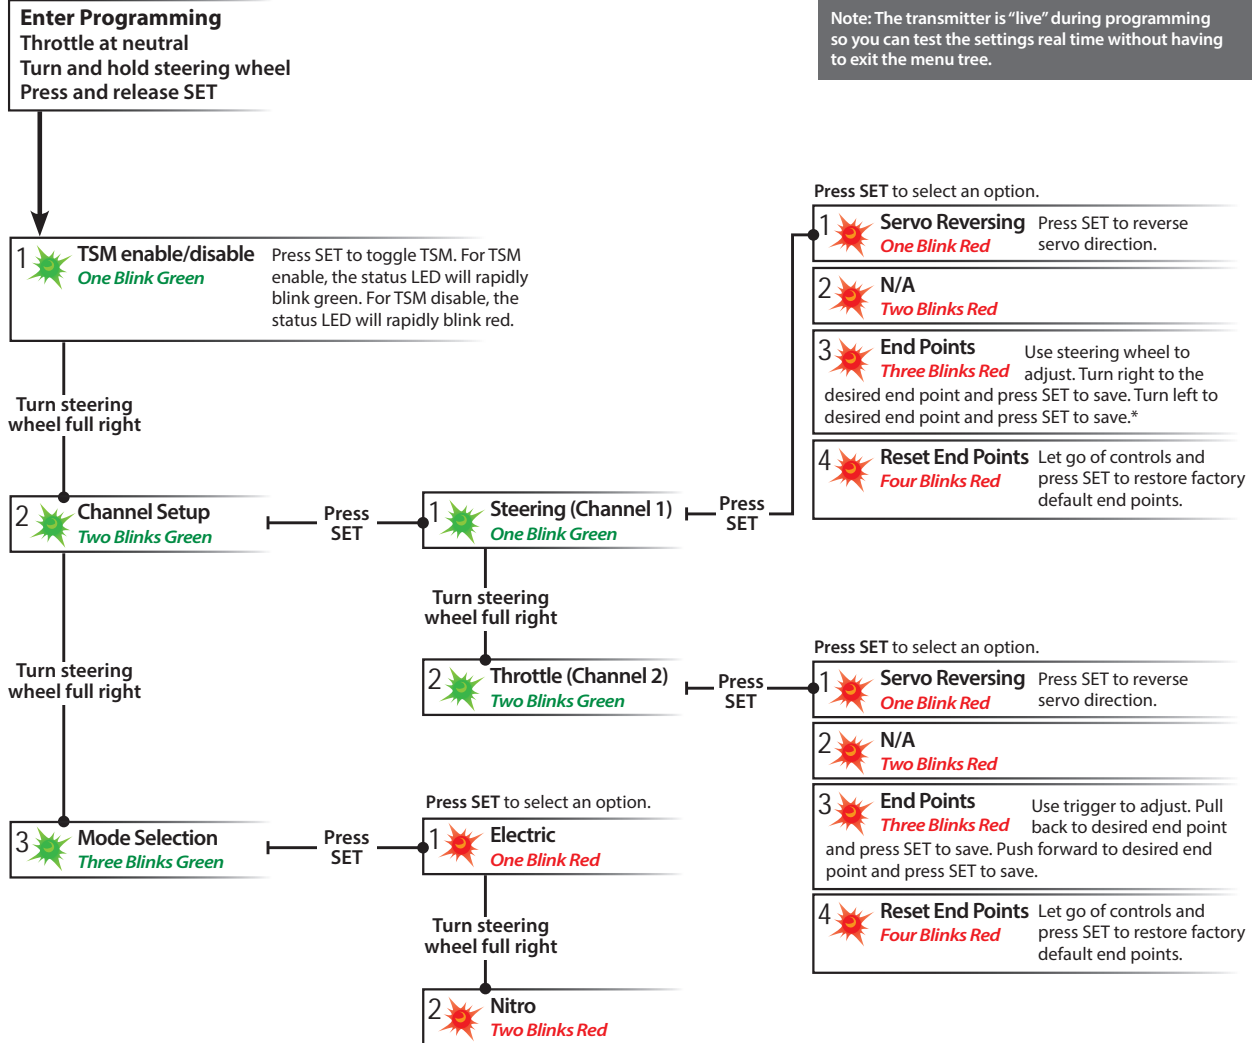 Enter Programming
Throttle at neutral
Turn and hold steering wheel
Press and release SET
Note: The transmitter is “live” during programming
so you can test the settings real time without having
to exit the menu tree.
1
TSM enable/disable
One Blink Green
Press SET to toggle TSM. For TSM
enable, the status LED will rapidly
blink green. For TSM disable, the
status LED will rapidly blink red.
Turn steering
wheel full right
2
Channel Setup
Two Blinks Green
Press
SET
1
Steering (Channel 1)
One Blink Green
Press
SET
Press SET to select an option.
1
Servo Reversing
One Blink Red
Press SET to reverse
servo direction.
2
N/A
Two Blinks Red
3
End Points
Three Blinks Red
Use steering wheel to
adjust. Turn right to the
desired end point and press SET to save. Turn left to
desired end point and press SET to save.*
4
Reset End Points
Four Blinks Red
Let go of controls and
press SET to restore factory
default end points.
Turn steering
wheel full right
2
Throttle (Channel 2)
Two Blinks Green
Press
SET
Press SET to select an option.
1
Servo Reversing
One Blink Red
Press SET to reverse
servo direction.
2
N/A
Two Blinks Red
3
End Points
Three Blinks Red
Use trigger to adjust. Pull
back to desired end point
and press SET to save. Push forward to desired end
point and press SET to save.
4
Reset End Points
Four Blinks Red
Let go of controls and
press SET to restore factory
default end points.
Turn steering
wheel full right
3
Mode Selection
Three Blinks Green
Press
SET
Press SET to select an option.
1
Electric
One Blink Red
Turn steering
wheel full right
2
Nitro
Two Blinks Red